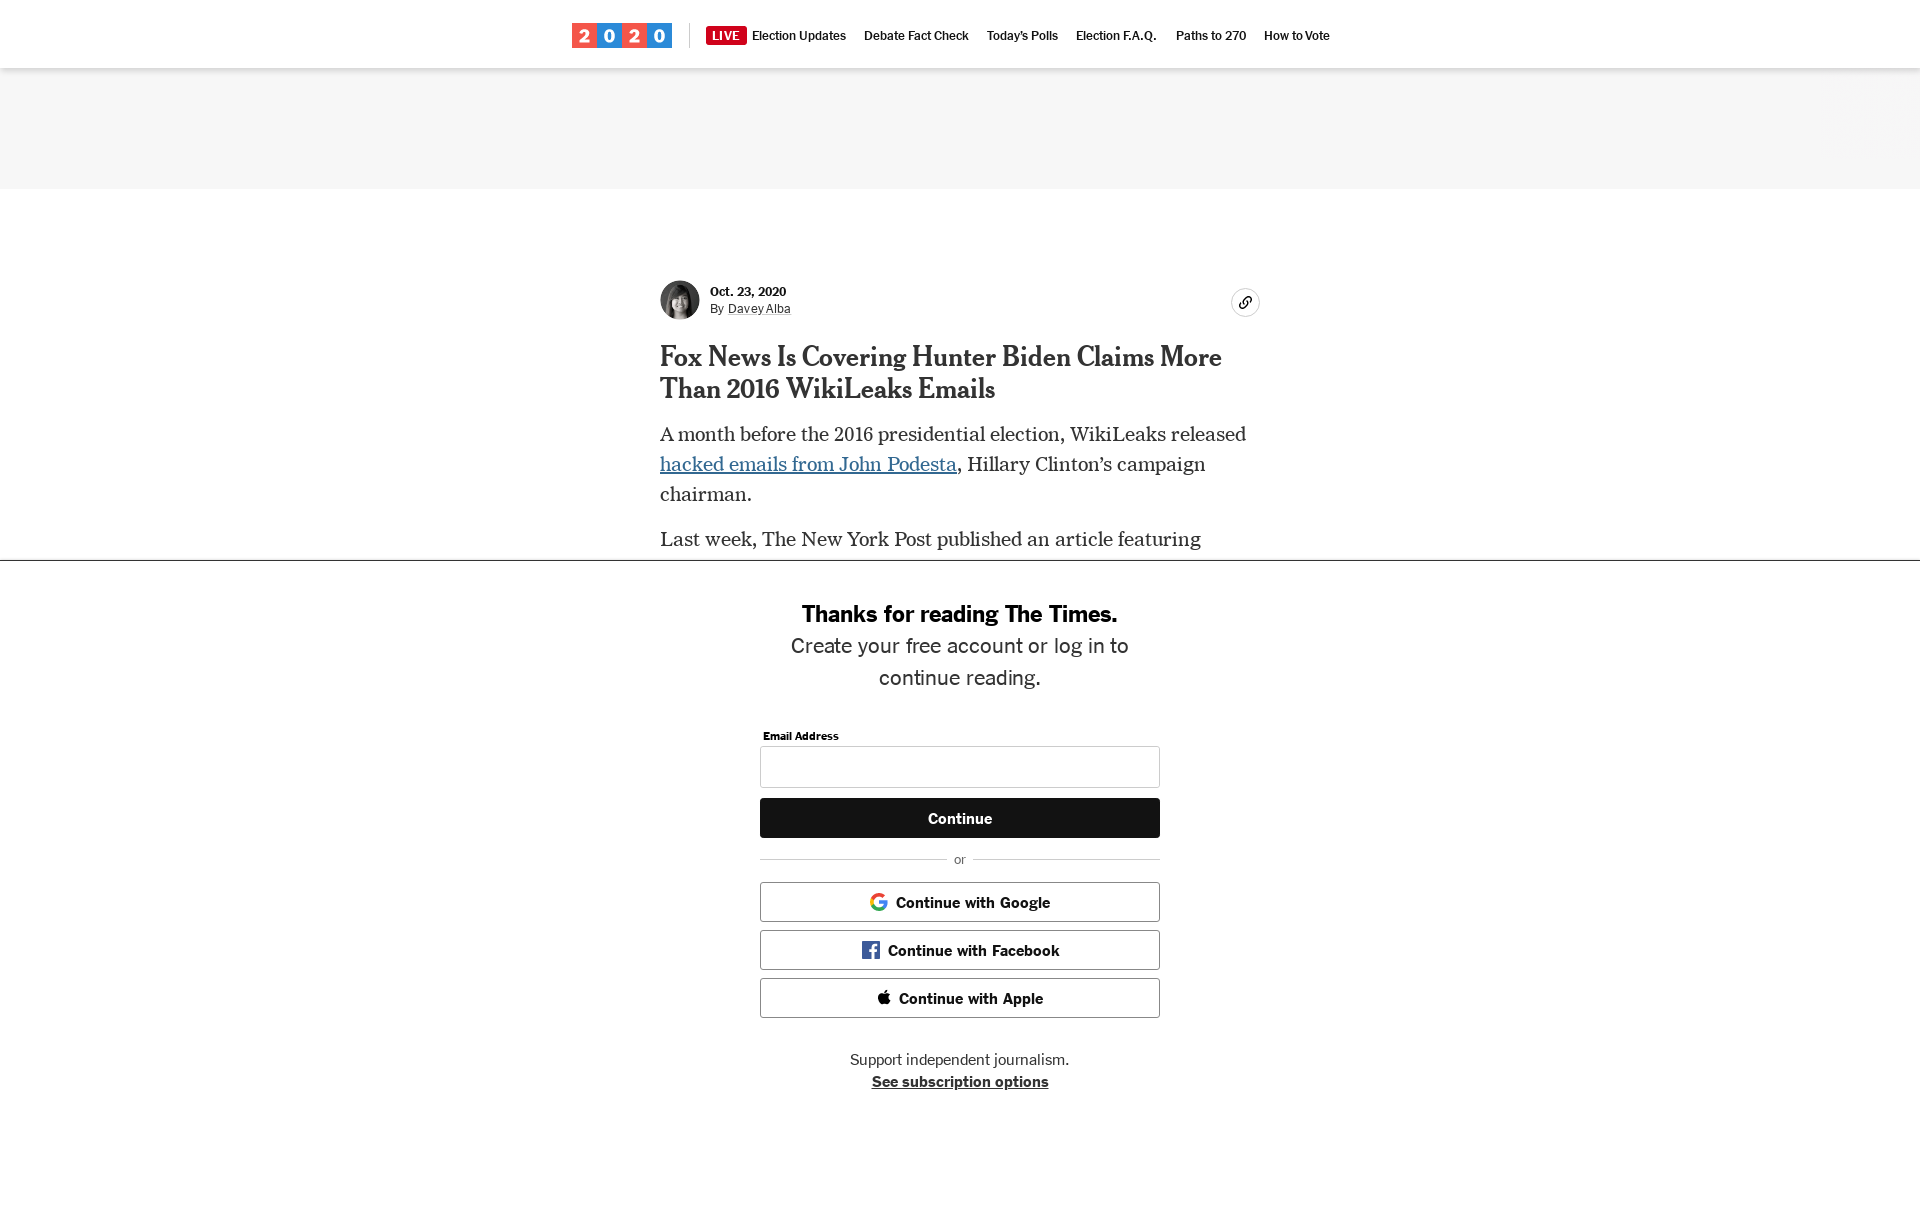 2020
LIVE Election Updates Debate Fact Check Today's Polls Election F.A.Q. Paths to 270 How to Vote
Oct. 23, 2020
By Davey Alba
Fox News Is Covering Hunter Biden Claims More
Than 2016 WikiLeaks Emails
A month before the 2016 presidential election, WikiLeaks released
hacked emails from John Podesta, Hillary Clinton’s campaign
chairman.
Last week, The New York Post published an article featuring
Thanks for reading The Times.
Create your free account or log in to
continue reading.
Email Address
Continue
or
Continue with Google
Continue with Facebook
Continue with Apple
Support independent journalism.
See subscription options